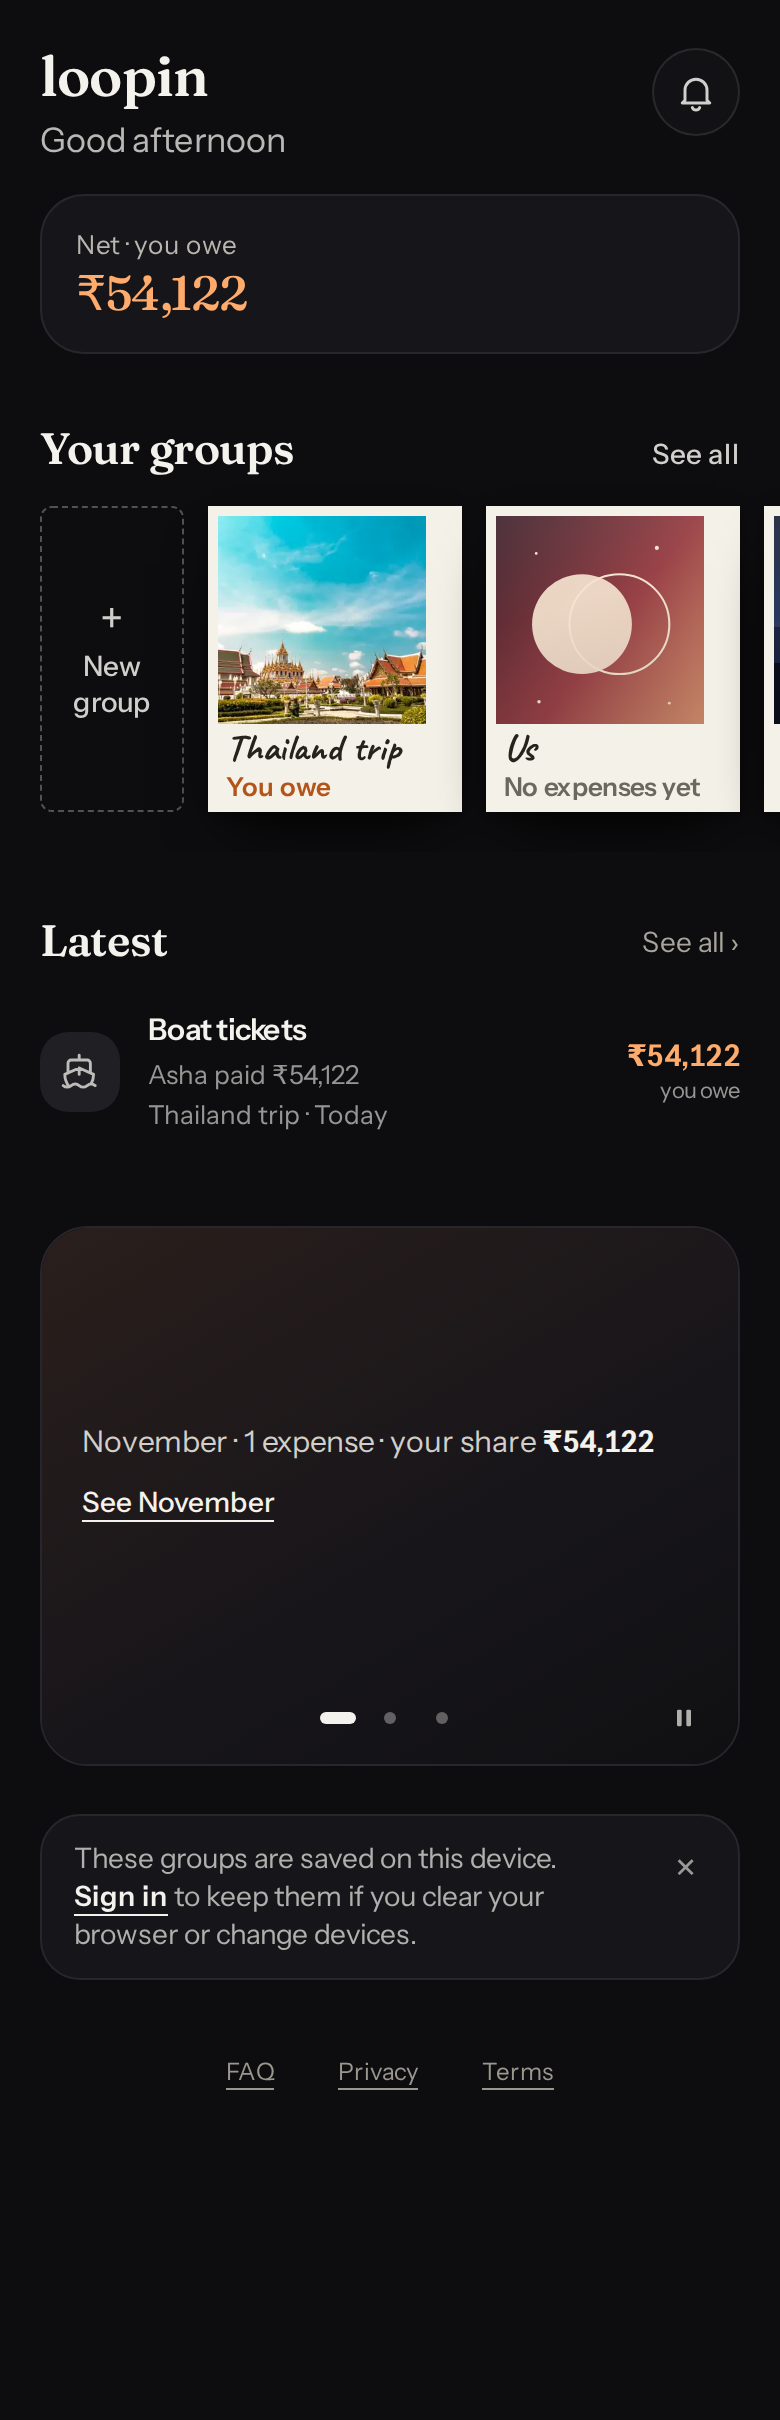 loopin
Good afternoon
Net · you owe
₹54,122
Your groups
See all
+
New
group
Thailand trip
You owe
Us
No expenses yet
Latest
See all ›
Boat tickets
Asha paid ₹54,122
Thailand trip · Today
₹54,122
you owe
November · 1 expense · your share ₹54,122
See November
These groups are saved on this device.
Sign in to keep them if you clear your
browser or change devices.
FAQ
Privacy
Terms